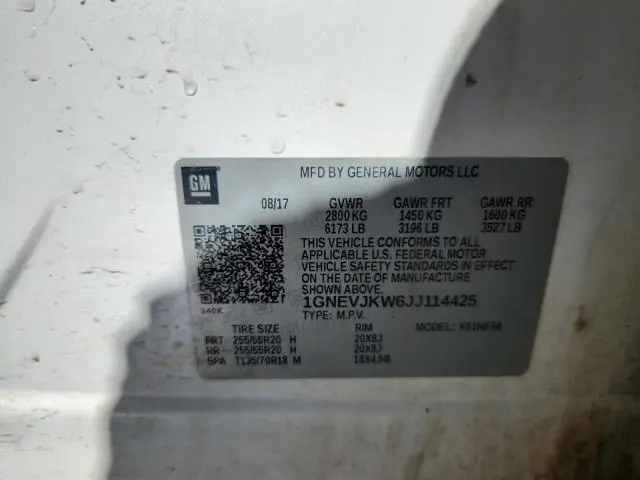 GM
MFD BY GENERAL MOTORS LLC
08/17 GVWR GAWR FRT GAWR RR
2800 KG 1450 KG 1600 KG
6173 LB 3196 LB 3527 LB
THIS VEHICLE CONFORMS TO ALL
APPLICABLE U.S. FEDERAL MOTOR
VEHICLE SAFETY STANDARDS IN EFFECT
ON THE DATE OF MANUFACTURE
SHOWN ABOVE.
1GNEVJKW6JJ114425
TYPE: M.P.V.
TIRE SIZE RIM MODEL:
FRT 255/55R20 H 20X8J
RR 255/55R20 H 20X8J
SPA T135/70R18 M 18X4.5B